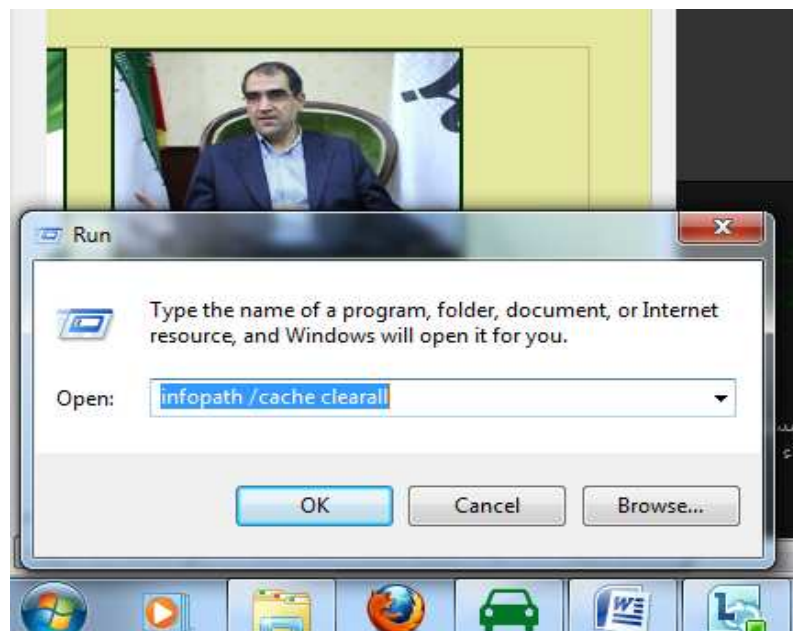 Run
Type the name of a program, folder, document, or Internet
resource, and Windows will open it for you.
Open:
infopath /cache clearall
OK
Cancel
Browse...